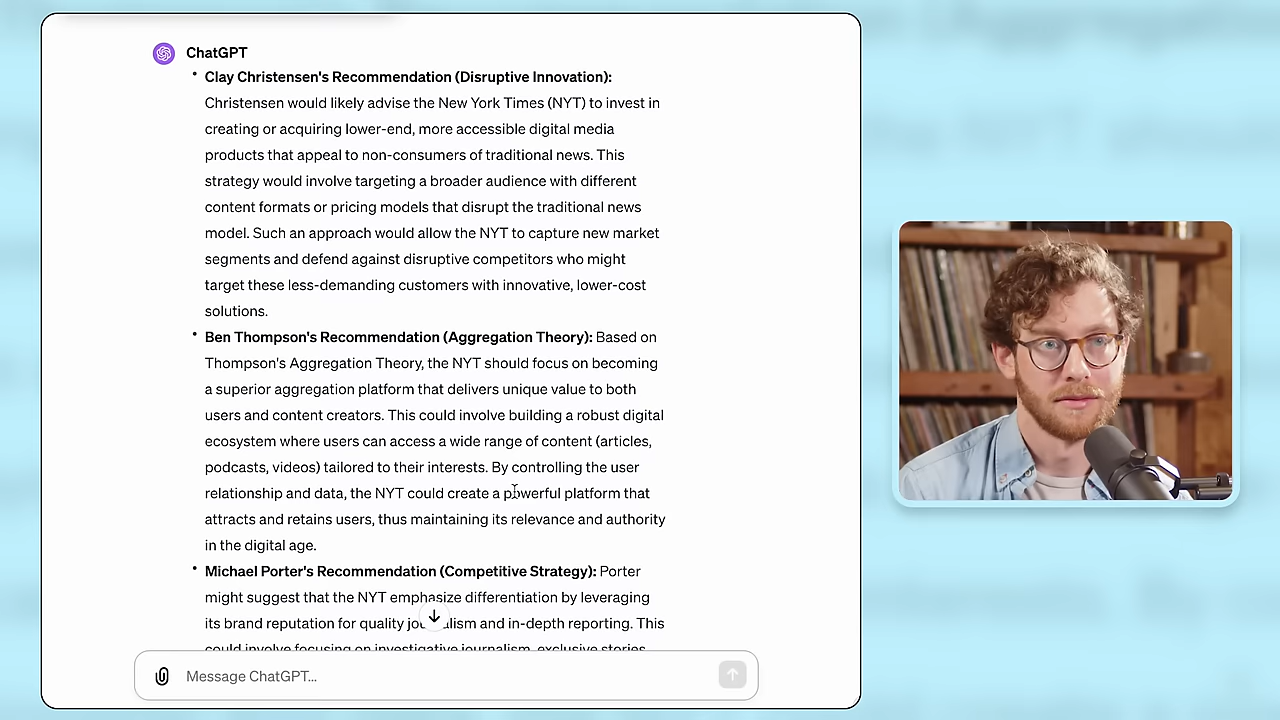 ChatGPT
• Clay Christensen's Recommendation (Disruptive Innovation):
Christensen would likely advise the New York Times (NYT) to invest in
creating or acquiring lower-end, more accessible digital media
products that appeal to non-consumers of traditional news. This
strategy would involve targeting a broader audience with different
content formats or pricing models that disrupt the traditional news
model. Such an approach would allow the NYT to capture new market
segments and defend against disruptive competitors who might
target these less-demanding customers with innovative, lower-cost
solutions.
• Ben Thompson's Recommendation (Aggregation Theory): Based on
Thompson's Aggregation Theory, the NYT should focus on becoming
a superior aggregation platform that delivers unique value to both
users and content creators. This could involve building a robust digital
ecosystem where users can access a wide range of content (articles,
podcasts, videos) tailored to their interests. By controlling the user
relationship and data, the NYT could create a powerful platform that
attracts and retains users, thus maintaining its relevance and authority
in the digital age.
• Michael Porter's Recommendation (Competitive Strategy): Porter
might suggest that the NYT emphasize differentiation by leveraging
its brand reputation for quality journalism and in-depth reporting. This
could involve focusing on investigative journalism, exclusive stories,
Message ChatGPT...